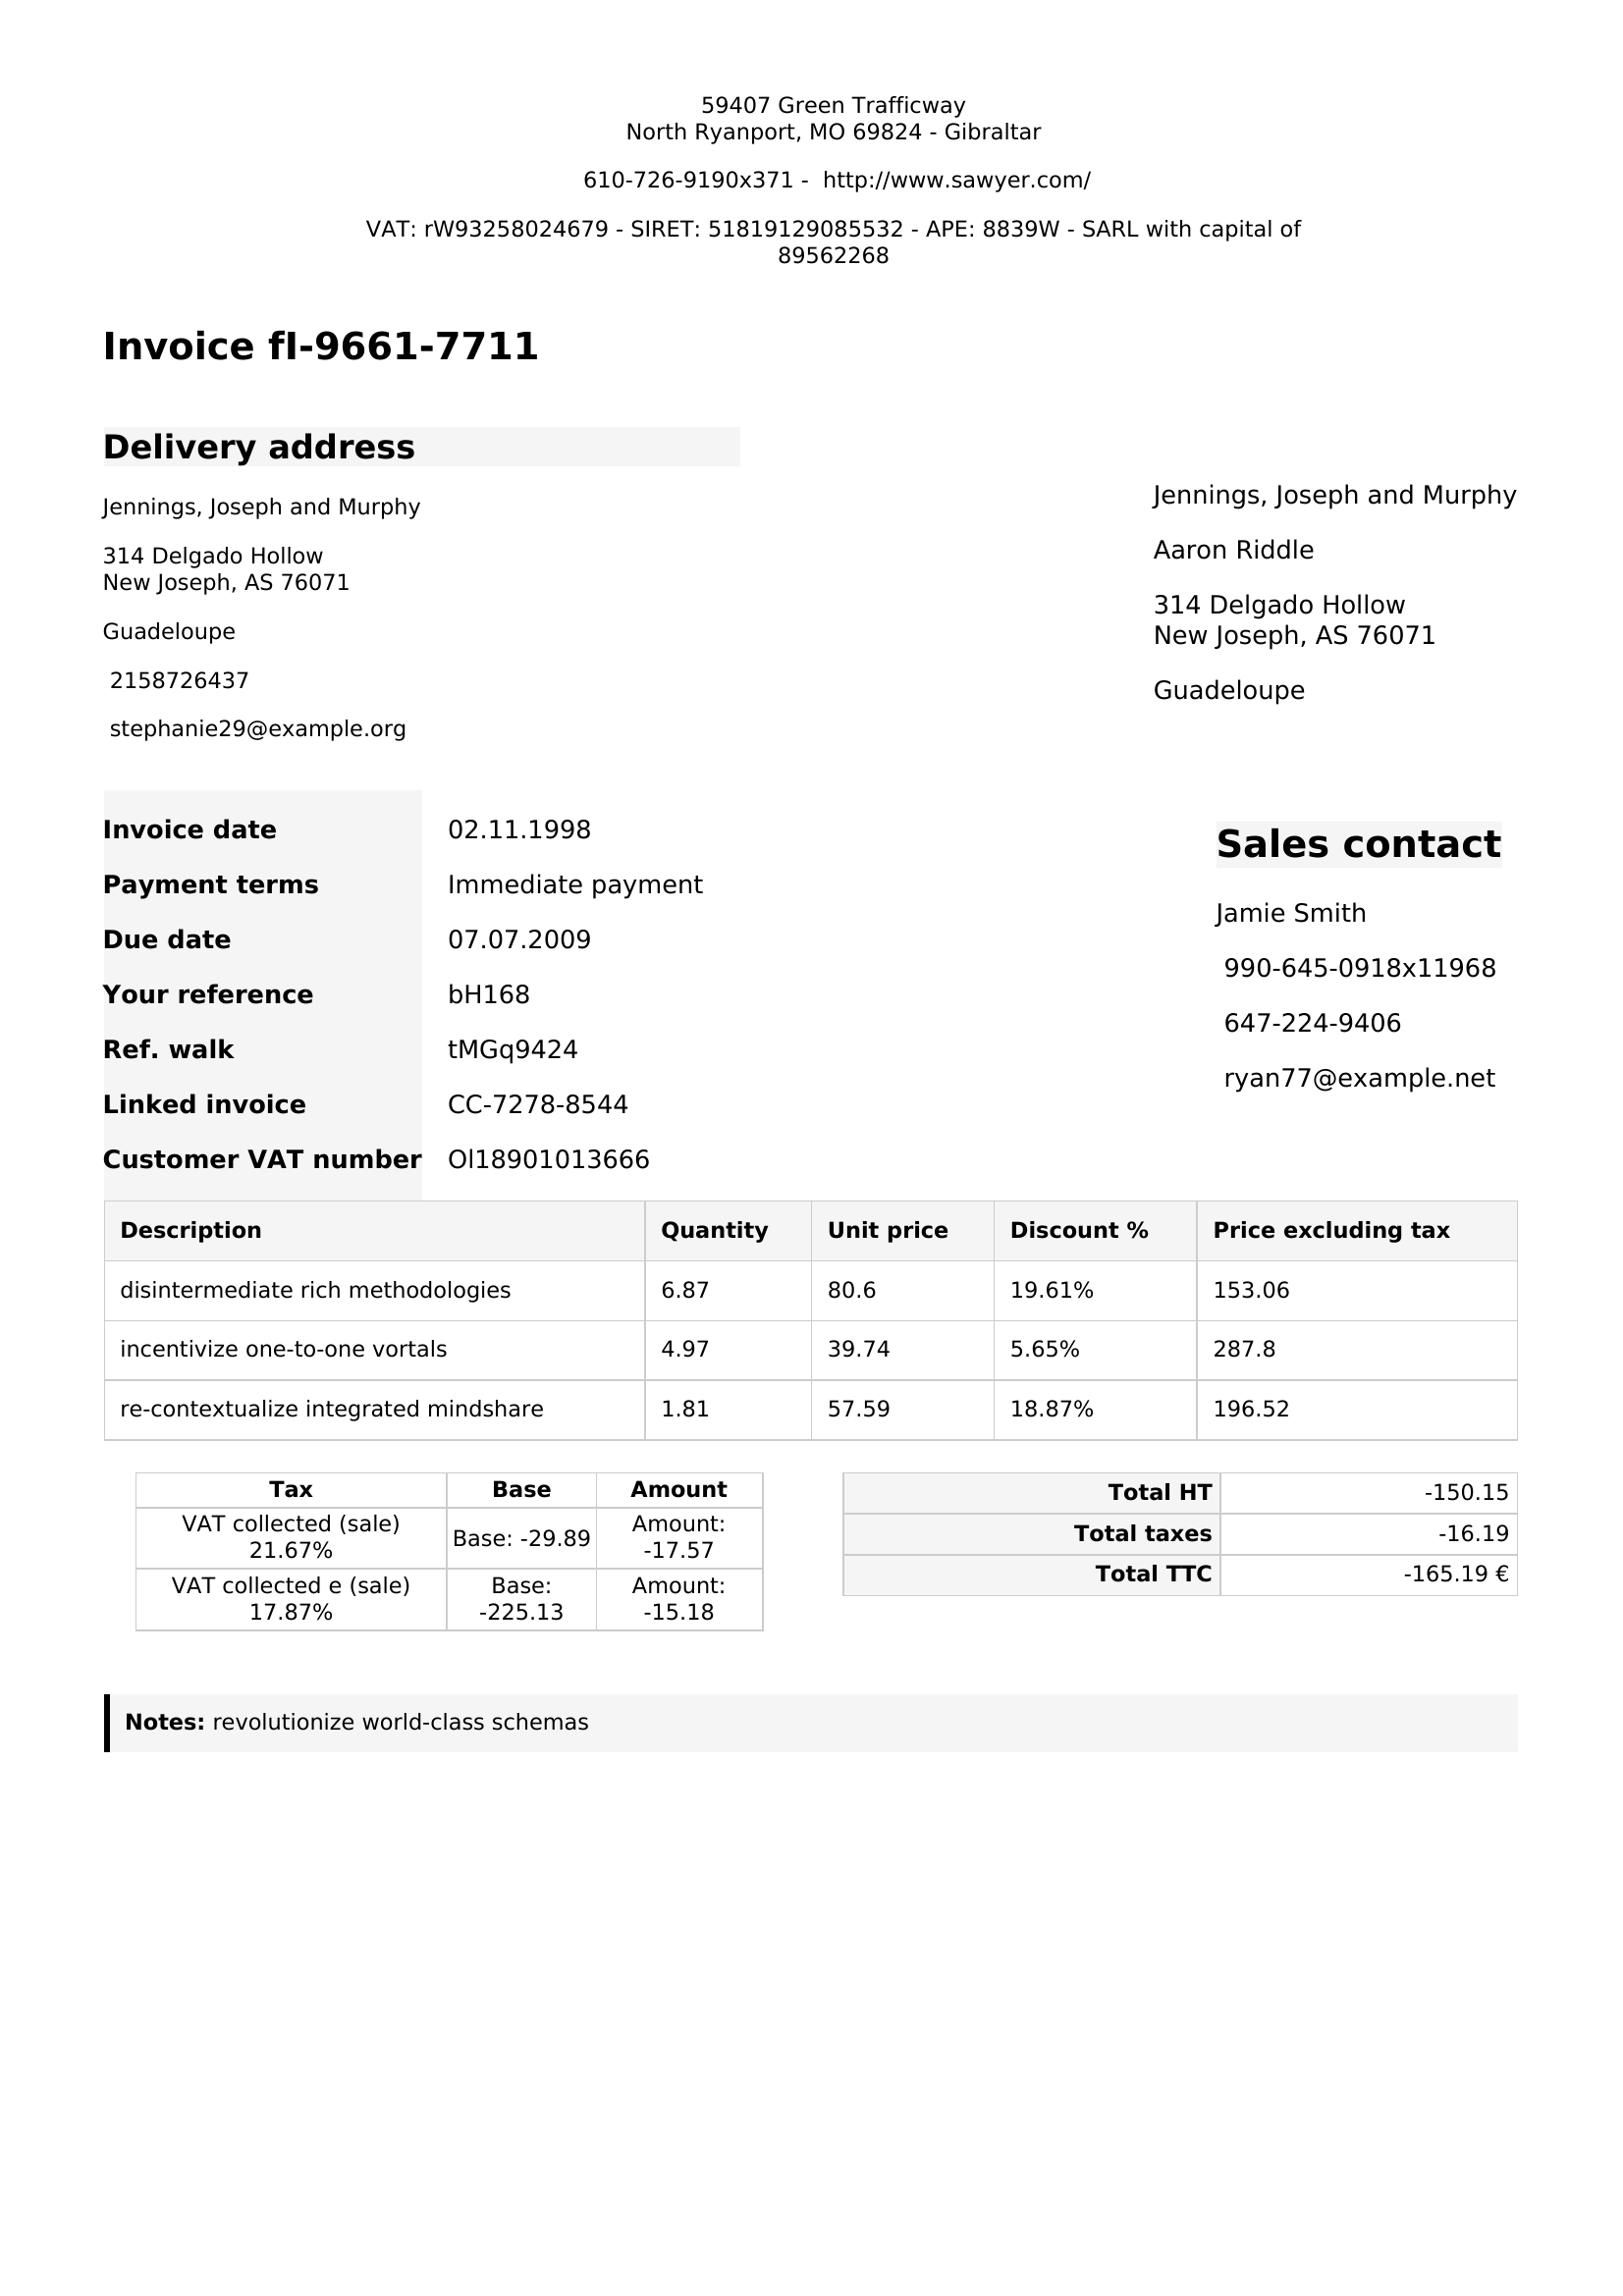 59407 Green Trafficway
North Ryanport, MO 69824 - Gibraltar
610-726-9190x371 - http://www.sawyer.com/
VAT: rW93258024679 - SIRET: 51819129085532 - APE: 8839W - SARL with capital of
89562268
Invoice fI-9661-7711
Delivery address
Jennings, Joseph and Murphy
314 Delgado Hollow
New Joseph, AS 76071
Guadeloupe
2158726437
stephanie29@example.org
Jennings, Joseph and Murphy
Aaron Riddle
314 Delgado Hollow
New Joseph, AS 76071
Guadeloupe
Invoice date 02.11.1998
Payment terms Immediate payment
Due date 07.07.2009
Your reference bH168
Ref. walk tMGq9424
Linked invoice CC-7278-8544
Customer VAT number Ol18901013666
Sales contact
Jamie Smith
990-645-0918x11968
647-224-9406
ryan77@example.net
Description Quantity Unit price Discount % Price excluding tax
disintermediate rich methodologies 6.87 80.6 19.61% 153.06
incentivize one-to-one vortals 4.97 39.74 5.65% 287.8
re-contextualize integrated mindshare 1.81 57.59 18.87% 196.52
Tax Base Amount
VAT collected (sale) 21.67% Base: -29.89 Amount: -17.57
VAT collected e (sale) 17.87% Base: -225.13 Amount: -15.18
Total HT -150.15
Total taxes -16.19
Total TTC -165.19 €
Notes: revolutionize world-class schemas